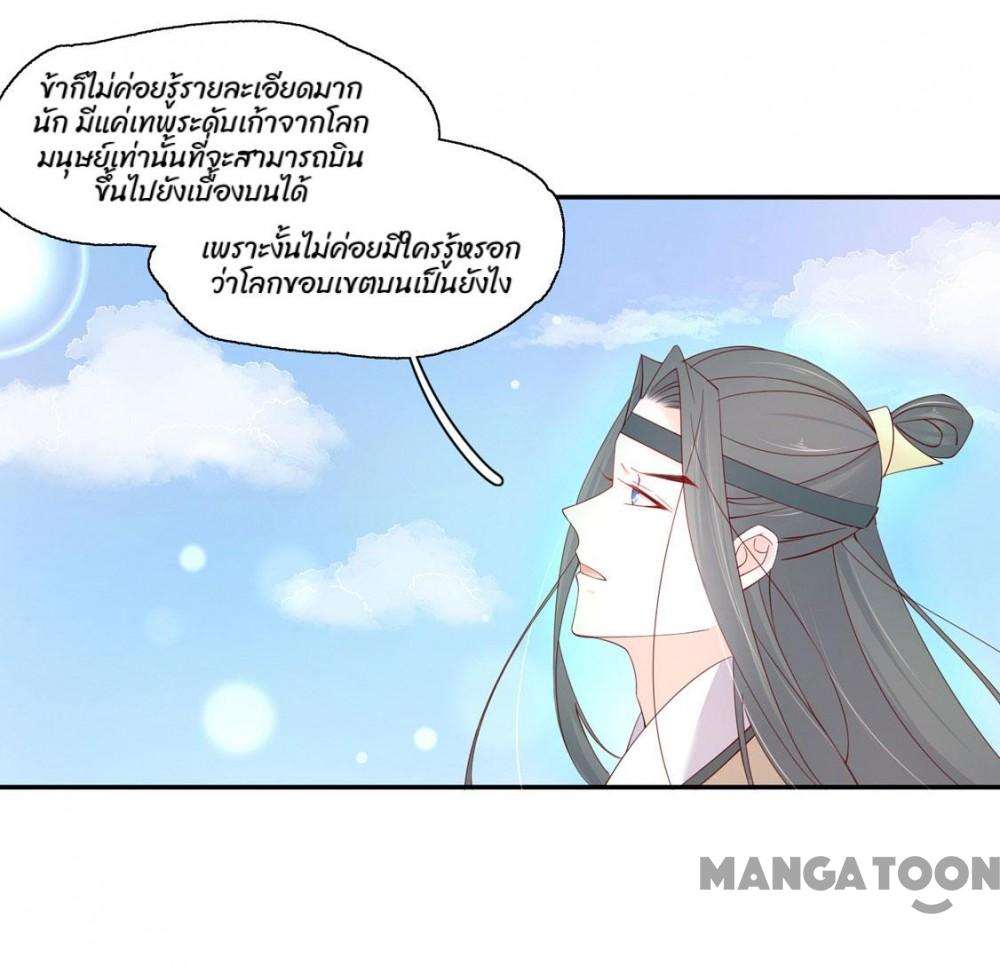 ข้าก็ไม่ค่อยรู้รายละเอียดมาก
นัก มีแค่เทพระดับเก้าจากโลก
มนุษย์เท่านั้นที่จะสามารถบิน
ขึ้นไปยังเบื้องบนได้
เพราะงั้นไม่ค่อยมีใครรู้หรอก
ว่าโลกขอบเขตบนเป็นยังไง
MANGATOON